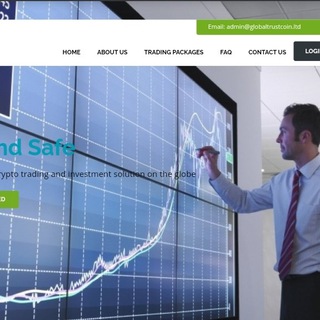 Email: admin@globaltrustcoin.ltd
HOME ABOUT US TRADING PACKAGES FAQ CONTACT US LOGI
nd Safe
rypto trading and investment solution on the globe
ED